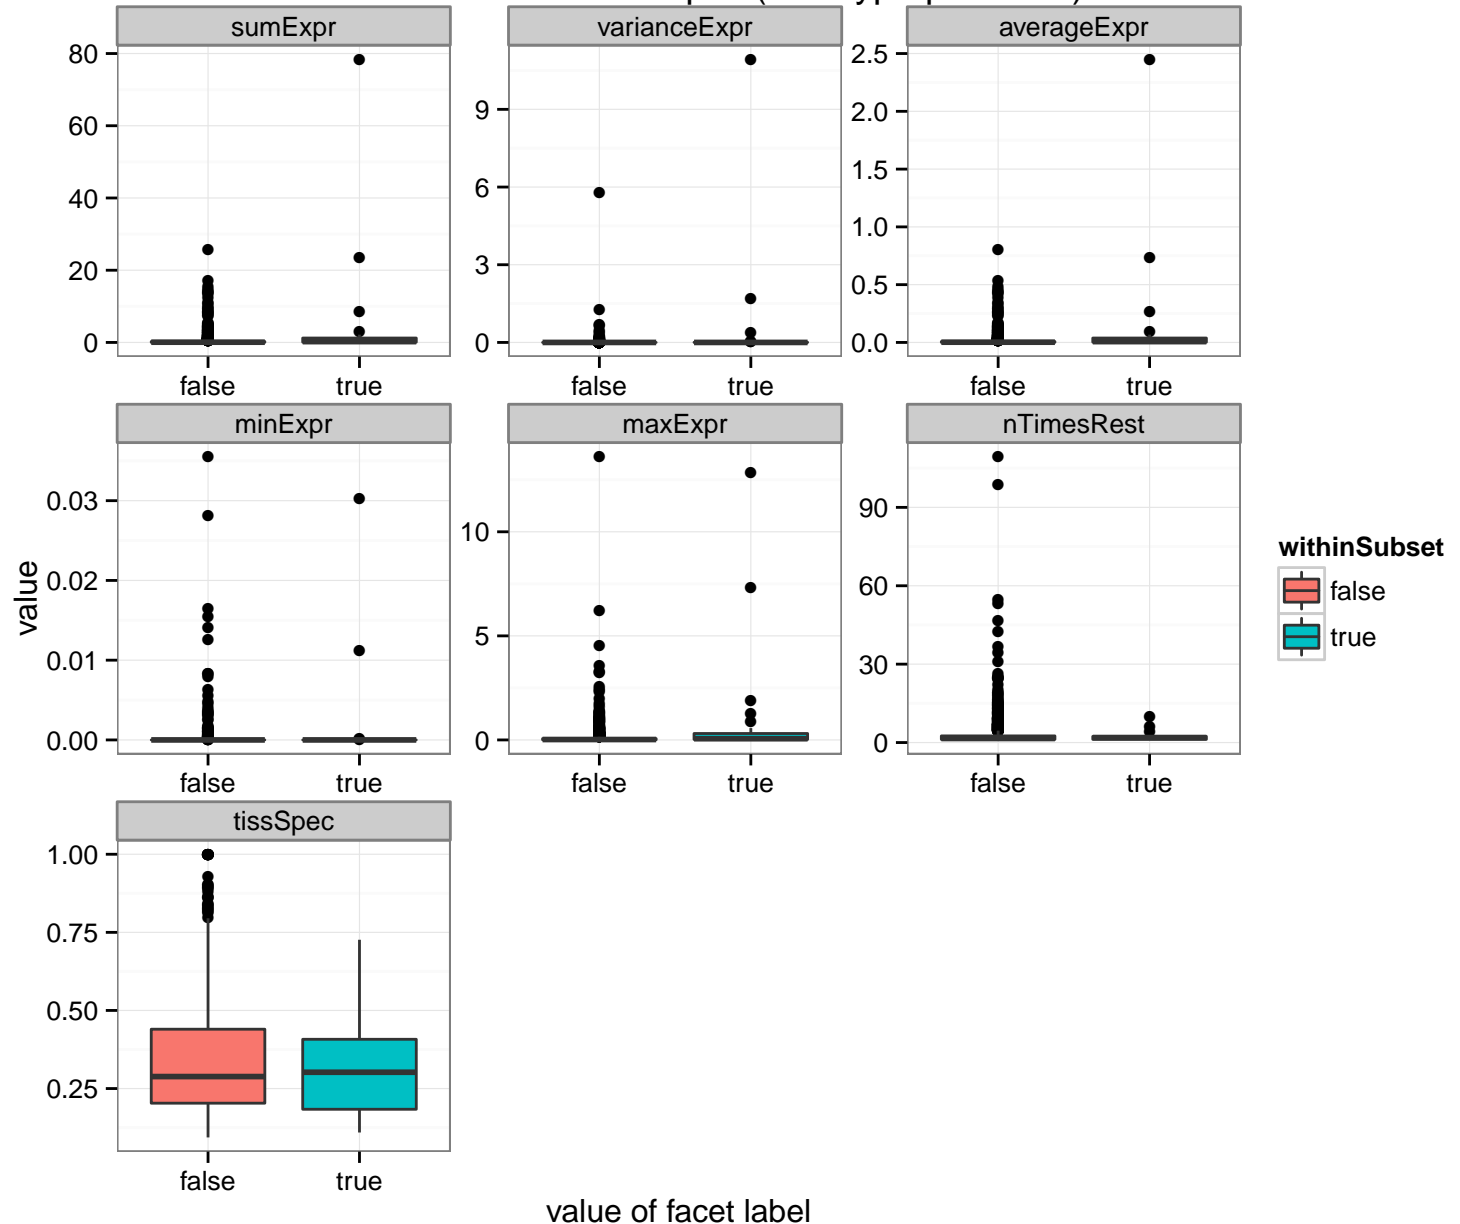 sumExpr varianceExpr averageExpr
80 2.5
9
60 2.0
6 1.5
40
1.0
3
20 0.5
0 0 0.0
false true false true false true
minExpr maxExpr nTimesRest
0.03 10 90
0.02 60
5
0.01 30
0.00 0 0
false true false true false true
value
withinSubset
false
true
tissSpec
1.00
0.75
0.50
0.25
false true
value of facet label